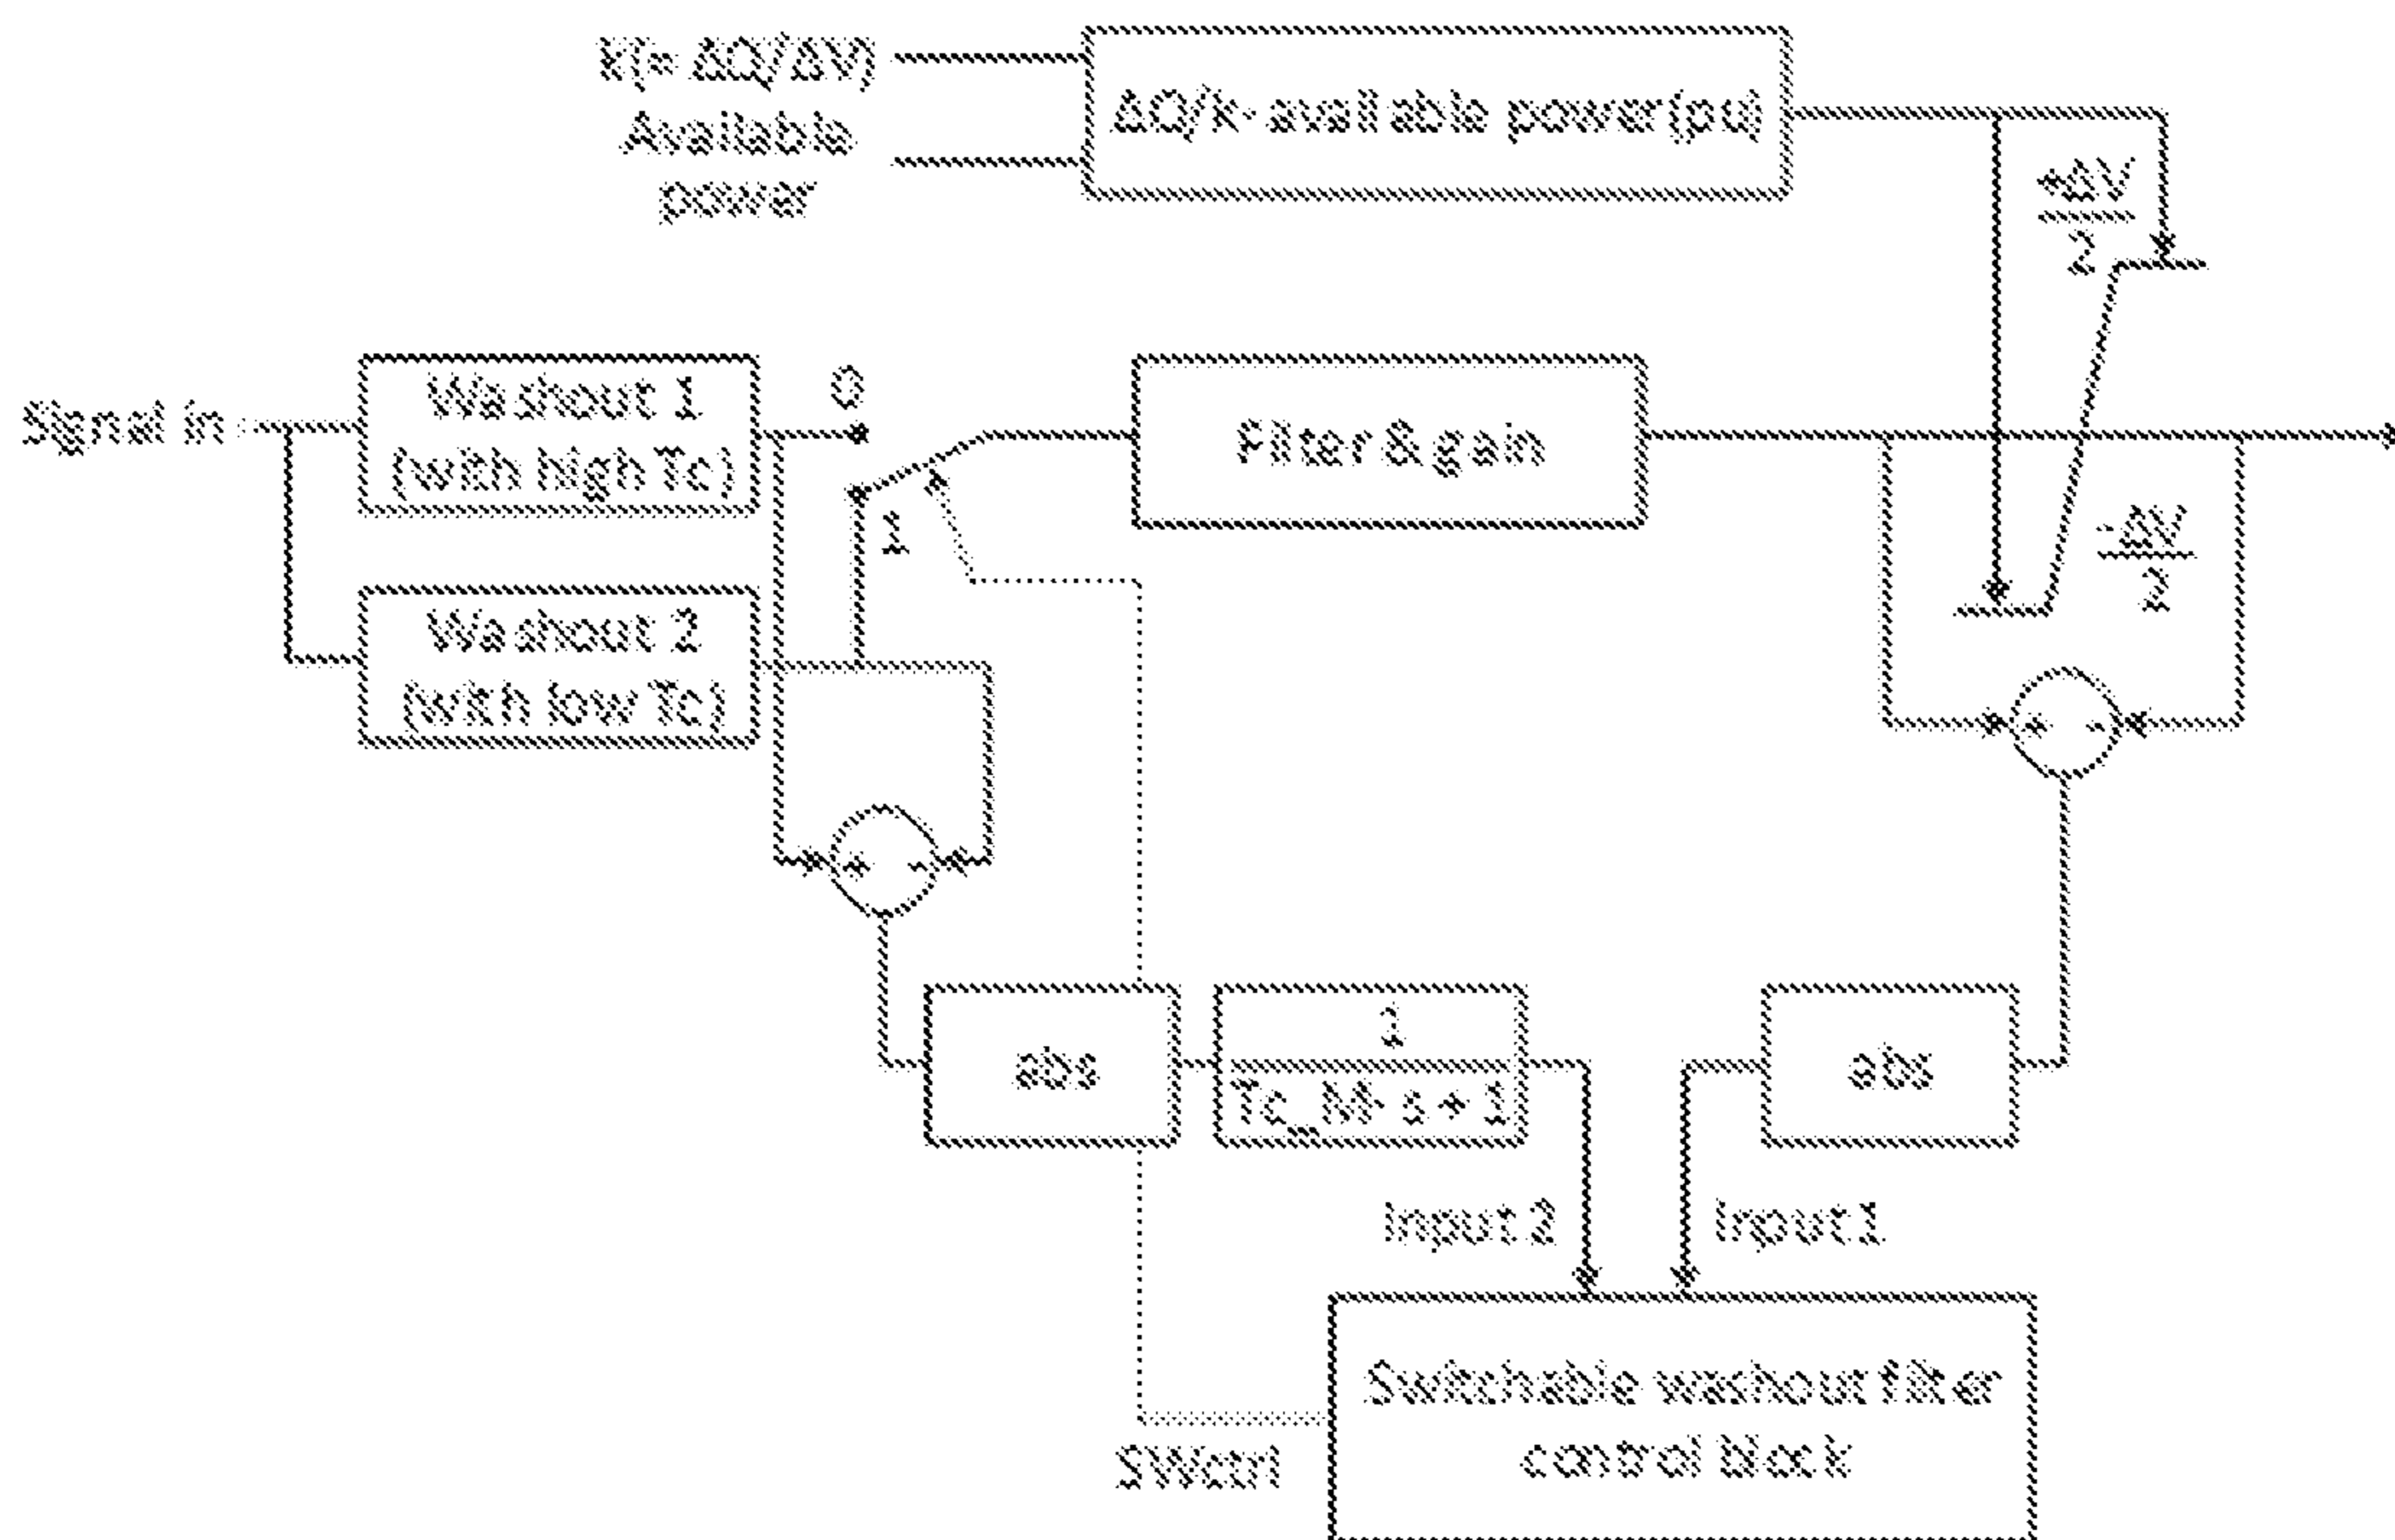 k(= ΔQ/ΔV)
Available
power
ΔQ/k- available power(pu)
+ΔV
2
Signal in
Washout 1
(with high Tc)
0
1
Filter & gain
-ΔV
2
Washout 2
(with low Tc)
+ -
+ -
abs
1
Tc_M· s + 1
abs
Input 2
Input 1
Switchable washout filter
control block
SWctrl